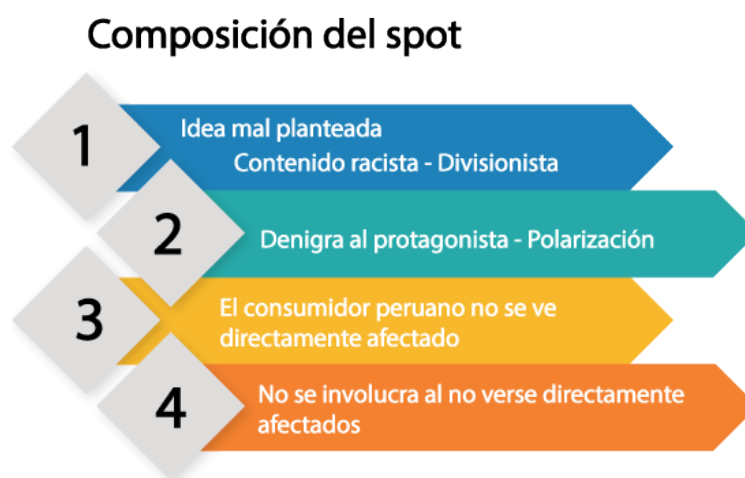 Composición del spot
1
Idea mal planteada
Contenido racista - Divisionista
2
Denigra al protagonista - Polarización
3
El consumidor peruano no se ve
directamente afectado
4
No se involucra al no verse directamente
afectados